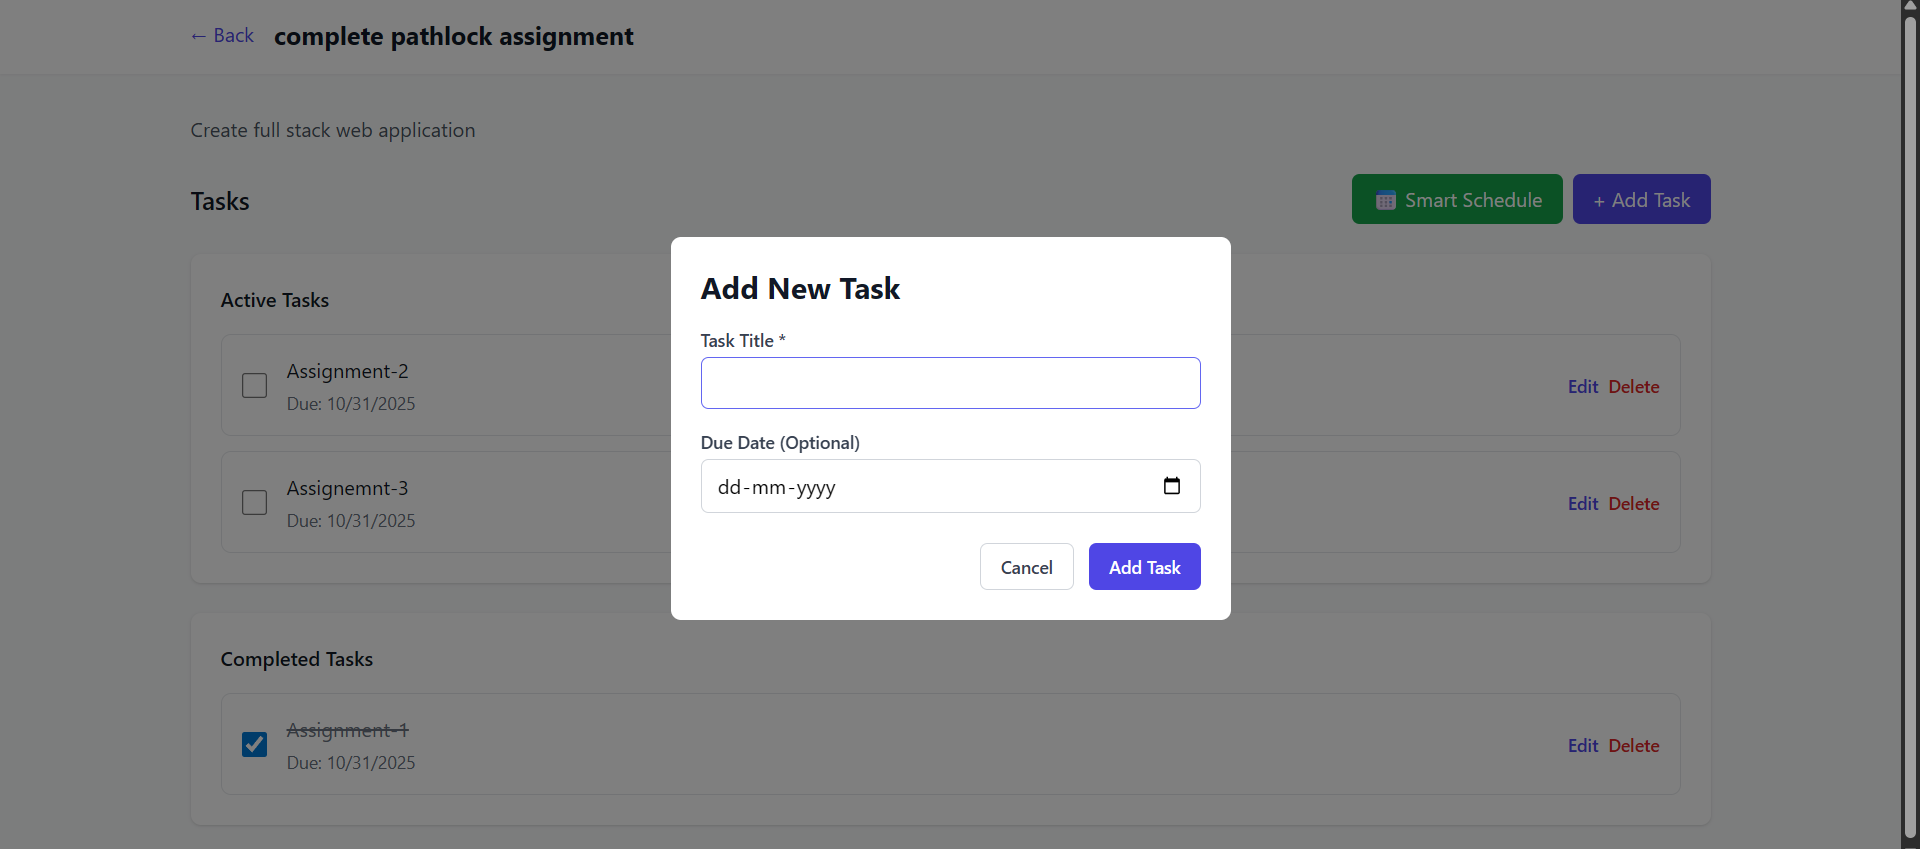 ← Back complete pathlock assignment
Create full stack web application
Tasks
Smart Schedule
+ Add Task
Active Tasks
Assignment-2
Due: 10/31/2025
Edit Delete
Assignemnt-3
Due: 10/31/2025
Edit Delete
Add New Task
Task Title *
Due Date (Optional)
dd-mm-yyyy
Cancel
Add Task
Completed Tasks
Assignment-1
Due: 10/31/2025
Edit Delete